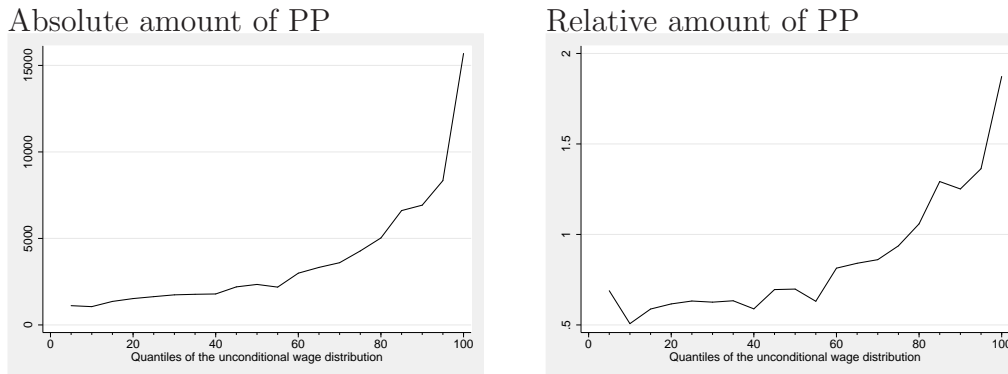 Absolute amount of PP
15000
10000
5000
0
0 20 40 60 80 100
Quantiles of the unconditional wage distribution
Relative amount of PP
2
1.5
1
.5
0 20 40 60 80 100
Quantiles of the unconditional wage distribution